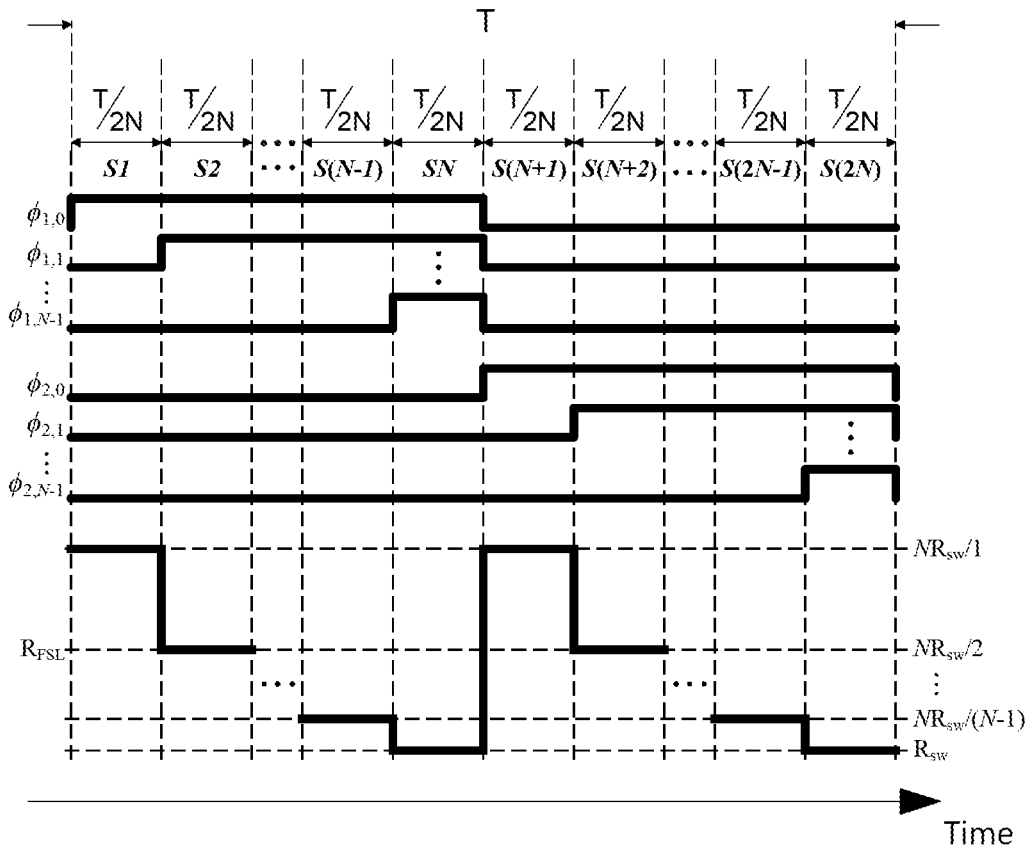 T
T/2N T/2N T/2N T/2N T/2N T/2N T/2N T/2N
S1 S2 ⋯ S(N-1) SN S(N+1) S(N+2) ⋯ S(2N-1) S(2N)
ϕ1,0
ϕ1,1
⋮
ϕ1,N-1
ϕ2,0
ϕ2,1
⋮
ϕ2,N-1
NRsw/1
RFSL NRsw/2
⋯ ⋯ ⋮
NRsw/(N-1)
Rsw
Time